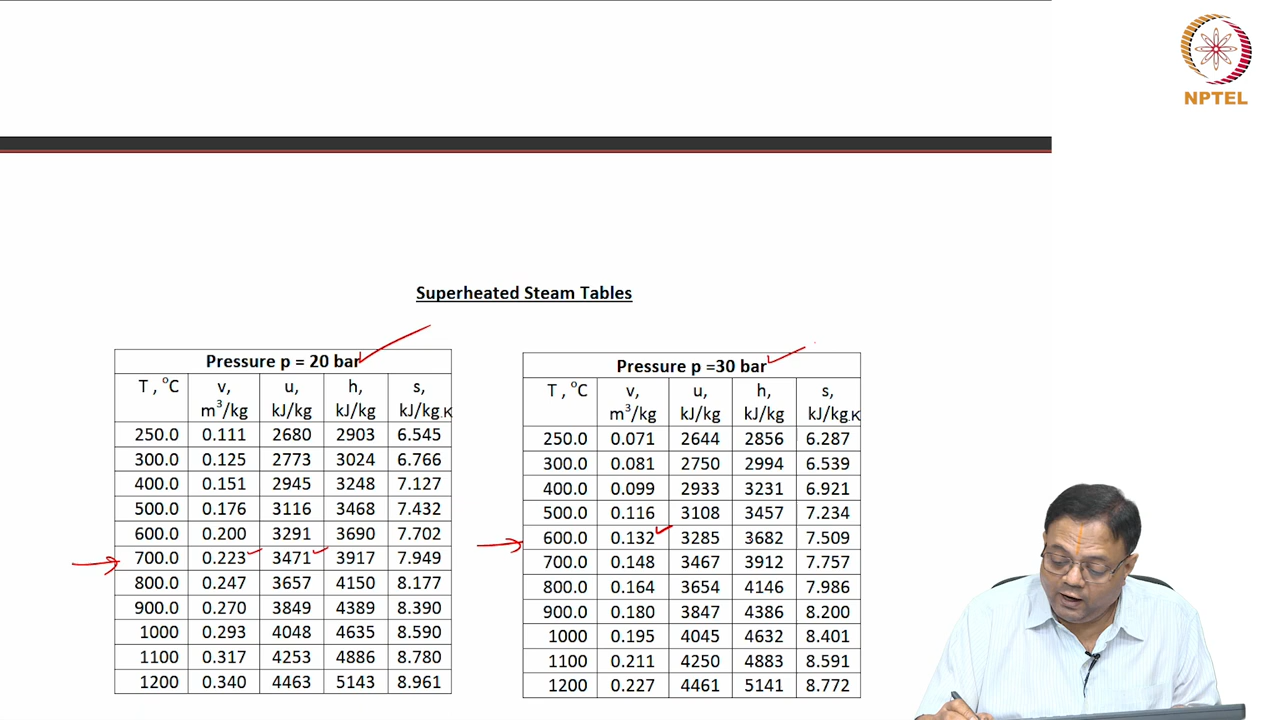 NPTEL
Superheated Steam Tables
Pressure p = 20 bar
T , °C v, m³/kg u, kJ/kg h, kJ/kg s, kJ/kg.K
250.0 0.111 2680 2903 6.545
300.0 0.125 2773 3024 6.766
400.0 0.151 2945 3248 7.127
500.0 0.176 3116 3468 7.432
600.0 0.200 3291 3690 7.702
700.0 0.223 3471 3917 7.949
800.0 0.247 3657 4150 8.177
900.0 0.270 3849 4389 8.390
1000 0.293 4048 4635 8.590
1100 0.317 4253 4886 8.780
1200 0.340 4463 5143 8.961
Pressure p =30 bar
T , °C v, m³/kg u, kJ/kg h, kJ/kg s, kJ/kg.K
250.0 0.071 2644 2856 6.287
300.0 0.081 2750 2994 6.539
400.0 0.099 2933 3231 6.921
500.0 0.116 3108 3457 7.234
600.0 0.132 3285 3682 7.509
700.0 0.148 3467 3912 7.757
800.0 0.164 3654 4146 7.986
900.0 0.180 3847 4386 8.200
1000 0.195 4045 4632 8.401
1100 0.211 4250 4883 8.591
1200 0.227 4461 5141 8.772